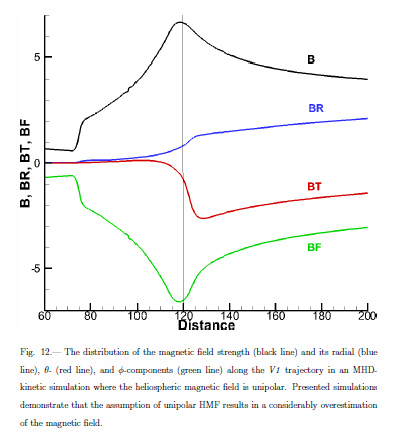 B, BR, BT, BF
5
0
-5
B
BR
BT
BF
60 80 100 120 140 160 180 200
Distance
Fig. 12.— The distribution of the magnetic field strength (black line) and its radial (blue
line), θ- (red line), and ϕ-components (green line) along the V1 trajectory in an MHD-
kinetic simulation where the heliospheric magnetic field is unipolar. Presented simulations
demonstrate that the assumption of unipolar HMF results in a considerably overestimation
of the magnetic field.